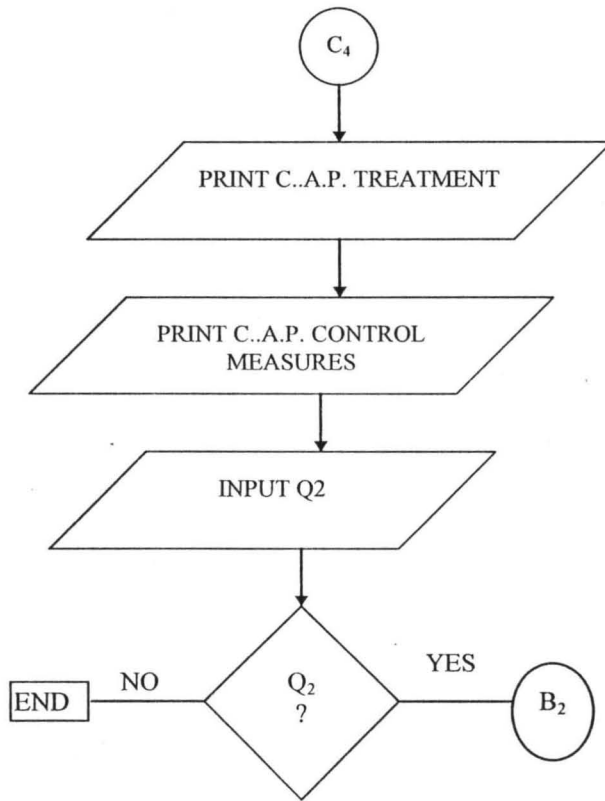 C₄
PRINT C..A.P. TREATMENT
PRINT C..A.P. CONTROL
MEASURES
INPUT Q2
NO
YES
END
Q₂
?
B₂